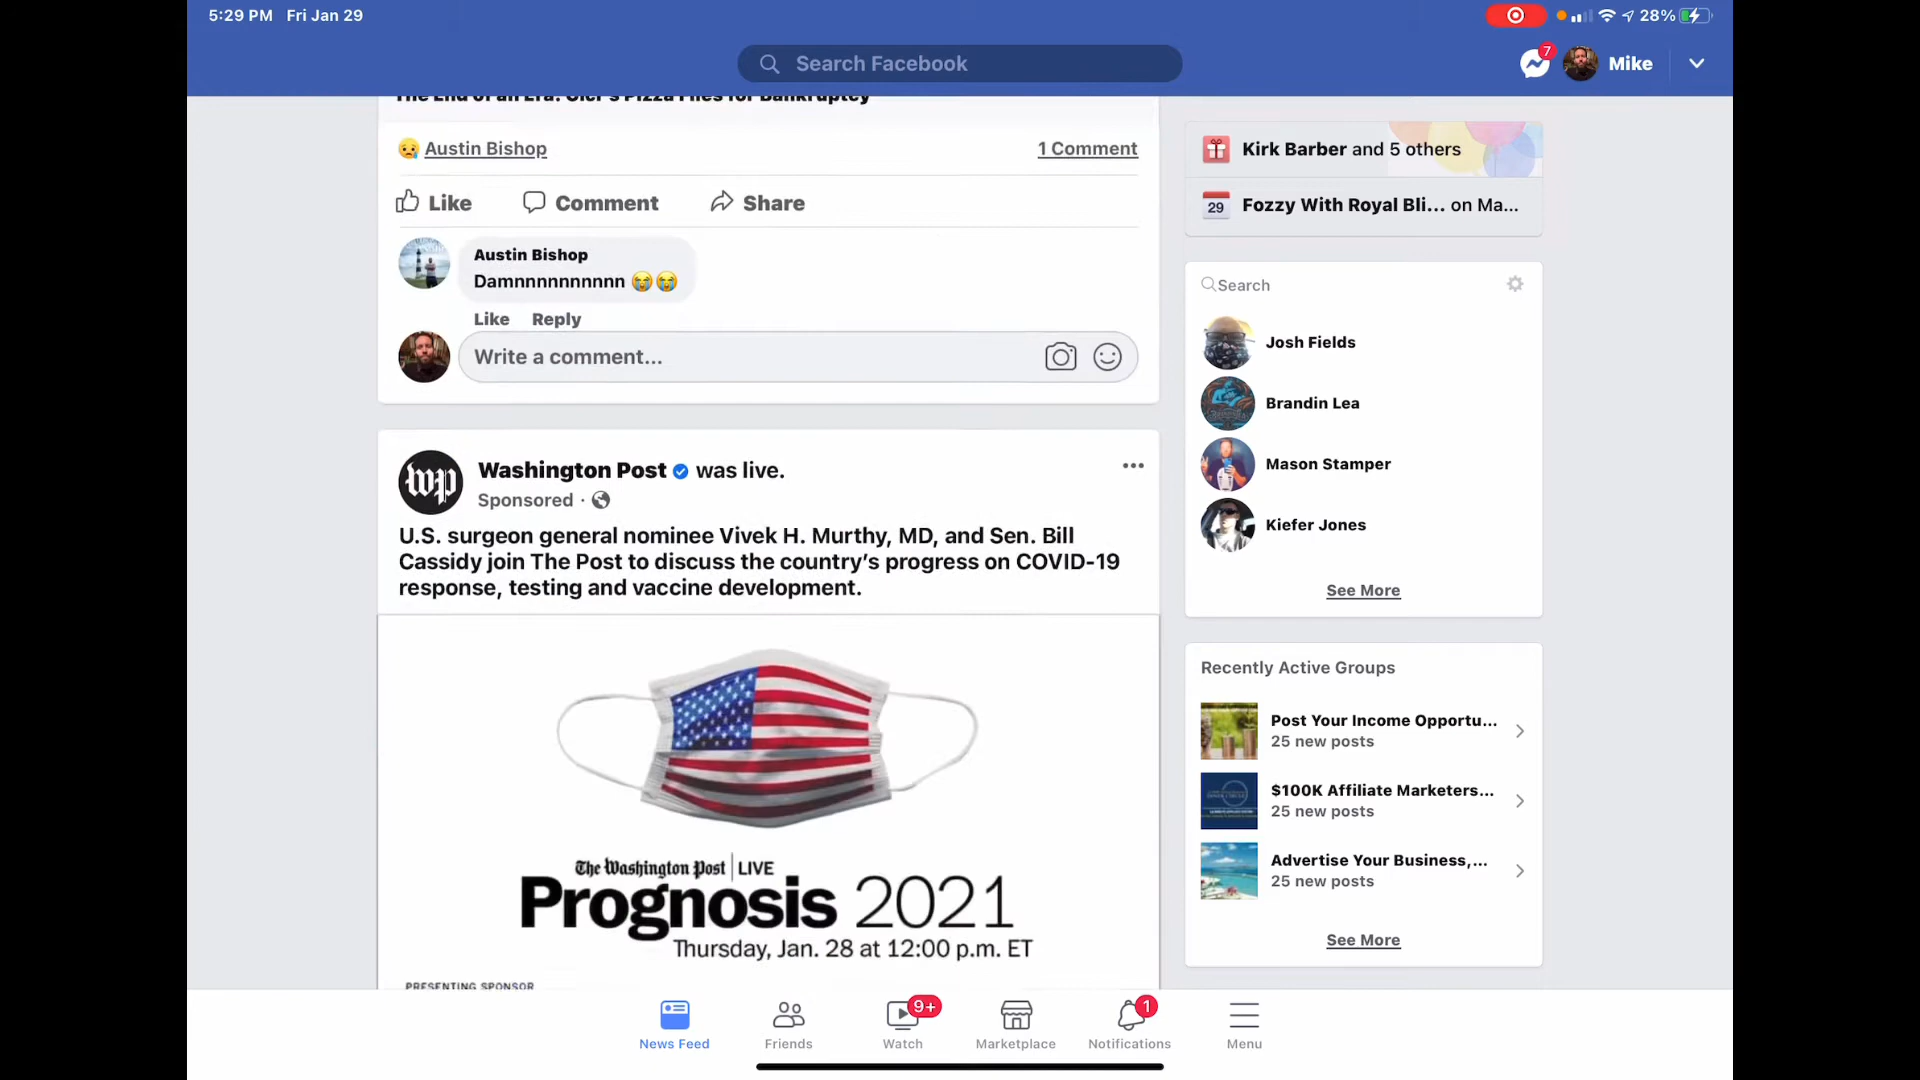 5:29 PM Fri Jan 29
28%
Search Facebook
7
Mike
The End of an Era: Gier's Pizza Files for Bankruptcy
Austin Bishop
1 Comment
Like
Comment
Share
Austin Bishop
Damnnnnnnnnnn 😭😭
Like Reply
Write a comment...
Washington Post was live.
Sponsored ·
U.S. surgeon general nominee Vivek H. Murthy, MD, and Sen. Bill
Cassidy join The Post to discuss the country's progress on COVID-19
response, testing and vaccine development.
The Washington Post LIVE
Prognosis 2021
Thursday, Jan. 28 at 12:00 p.m. ET
PRESENTING SPONSOR
Kirk Barber and 5 others
29
Fozzy With Royal Bli... on Ma...
Search
Josh Fields
Brandin Lea
Mason Stamper
Kiefer Jones
See More
Recently Active Groups
Post Your Income Opportu...
25 new posts
$100K Affiliate Marketers...
25 new posts
Advertise Your Business,...
25 new posts
See More
News Feed
Friends
9+
Watch
Marketplace
1
Notifications
Menu